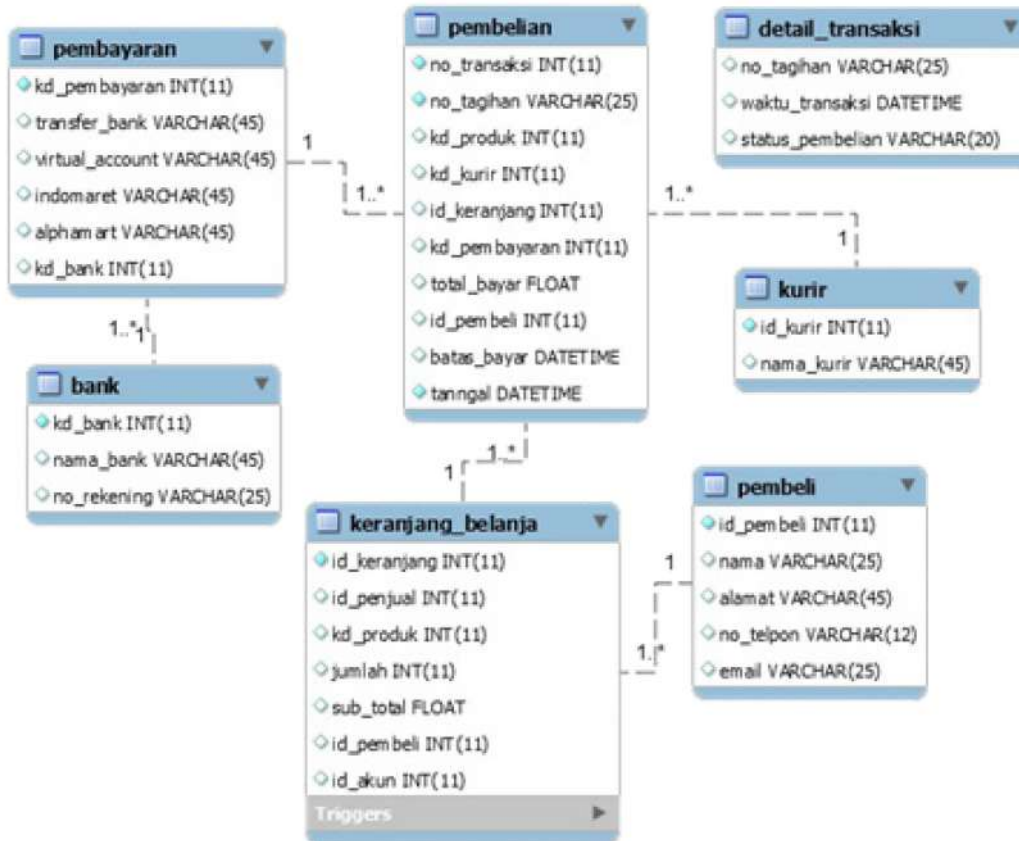 pembayaran
kd_pembayaran INT(11)
transfer_bank VARCHAR(45)
virtual_account VARCHAR(45)
indomaret VARCHAR(45)
alphamart VARCHAR(45)
kd_bank INT(11)
1
1..*
pembelian
no_transaksi INT(11)
no_tagihan VARCHAR(25)
kd_produk INT(11)
kd_kurir INT(11)
id_keranjang INT(11)
kd_pembayaran INT(11)
total_bayar FLOAT
id_pembeli INT(11)
batas_bayar DATETIME
tanngal DATETIME
detail_transaksi
no_tagihan VARCHAR(25)
waktu_transaksi DATETIME
status_pembelian VARCHAR(20)
1..*
1
kurir
id_kurir INT(11)
nama_kurir VARCHAR(45)
1..*
1
bank
kd_bank INT(11)
nama_bank VARCHAR(45)
no_rekening VARCHAR(25)
1..*
1
keranjang_belanja
id_keranjang INT(11)
id_penjual INT(11)
kd_produk INT(11)
jumlah INT(11)
sub_total FLOAT
id_pembeli INT(11)
id_akun INT(11)
Triggers
1
1..*
pembeli
id_pembeli INT(11)
nama VARCHAR(25)
alamat VARCHAR(45)
no_telpon VARCHAR(12)
email VARCHAR(25)